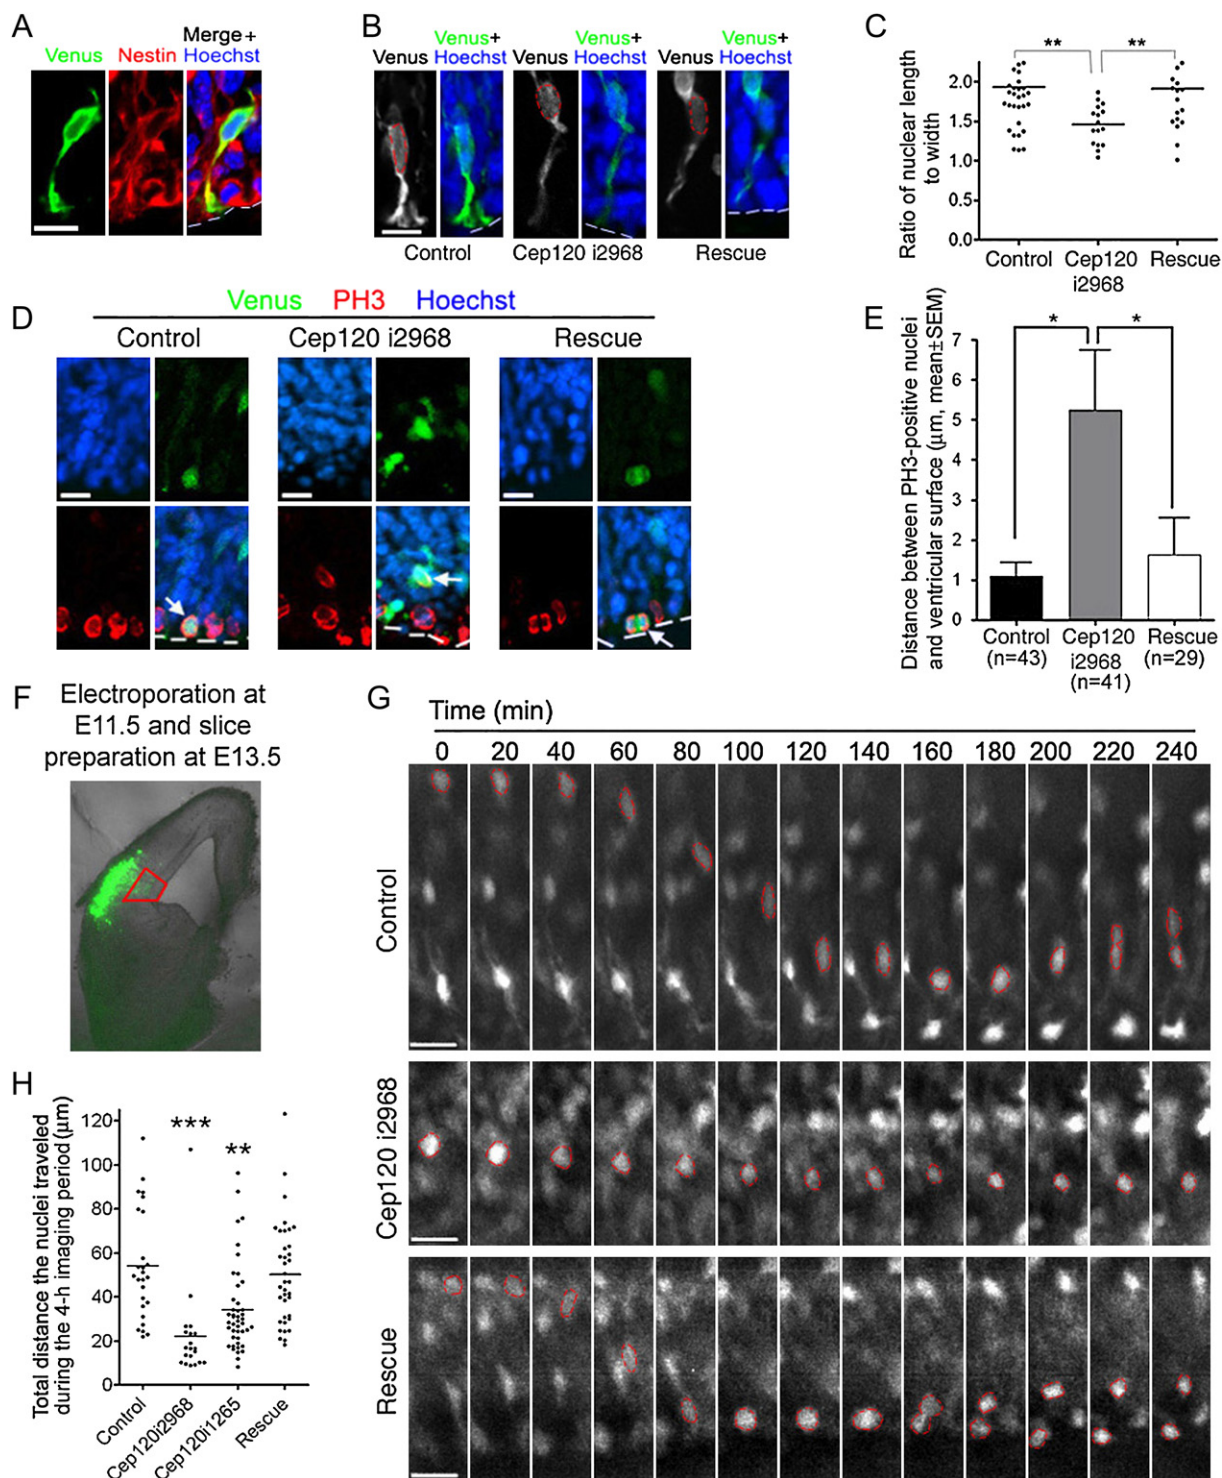 A
Venus
Nestin
Merge+
Hoechst
B
Venus
Venus+
Hoechst
Venus
Venus+
Hoechst
Venus
Venus+
Hoechst
Control
Cep120 i2968
Rescue
C
Ratio of nuclear length
to width
**
**
2.0
1.5
1.0
0.5
0.0
Control
Cep120
i2968
Rescue
D
Venus PH3 Hoechst
Control
Cep120 i2968
Rescue
E
Distance between PH3-positive nuclei
and ventricular surface (µm, mean±SEM)
*
*
7
6
5
4
3
2
1
0
Control
(n=43)
Cep120
i2968
(n=41)
Rescue
(n=29)
F
Electroporation at
E11.5 and slice
preparation at E13.5
G
Time (min)
0 20 40 60 80 100 120 140 160 180 200 220 240
Control
Cep120 i2968
Rescue
H
Total distance the nuclei traveled
during the 4-h imaging period (µm)
***
**
120
100
80
60
40
20
0
Control
Cep120i2968
Cep120i1265
Rescue